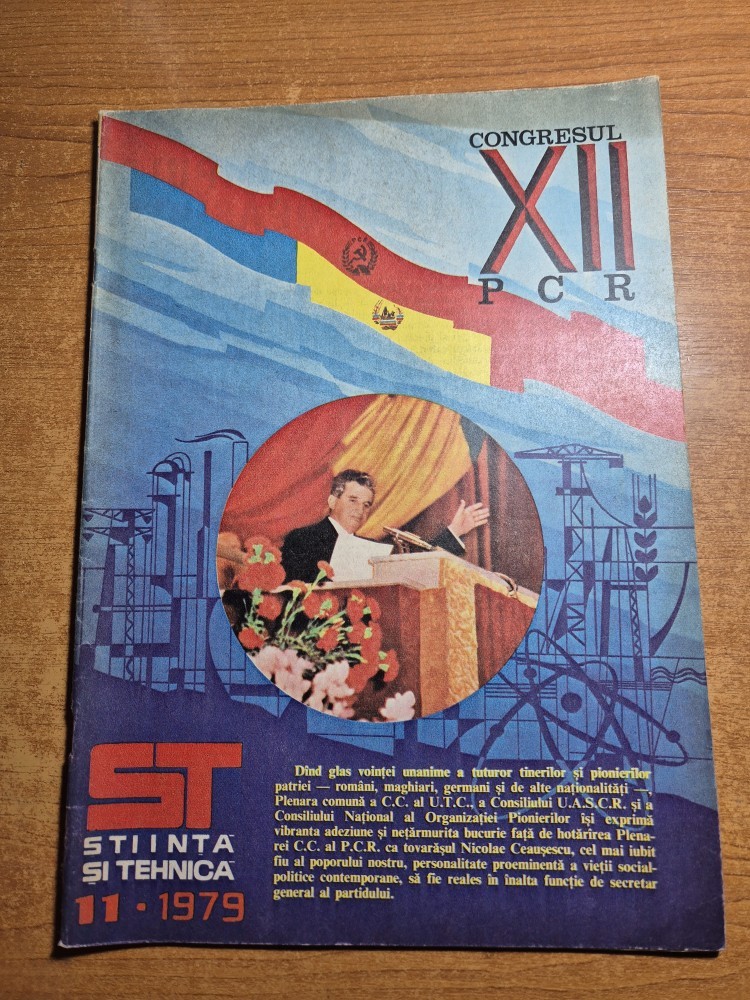 CONGRESUL
XII
PCR
Dînd glas voinței unanime a tuturor tinerilor și pionierilor
patriei — români, maghiari, germani și de alte naționalități —,
Plenara comună a C.C. al U.T.C., a Consiliului U.A.S.C.R. și a
Consiliului Național al Organizației Pionierilor își exprimă
vibranta adeziune și nețărmurita bucurie față de hotărîrea Plena-
rei C.C. al P.C.R. ca tovarășul Nicolae Ceaușescu, cel mai iubit
fiu al poporului nostru, personalitate proeminentă a vieții social-
politice contemporane, să fie reales în înalta funcție de secretar
general al partidului.
ST
ȘTIINȚĂ
ȘI TEHNICĂ
11 • 1979